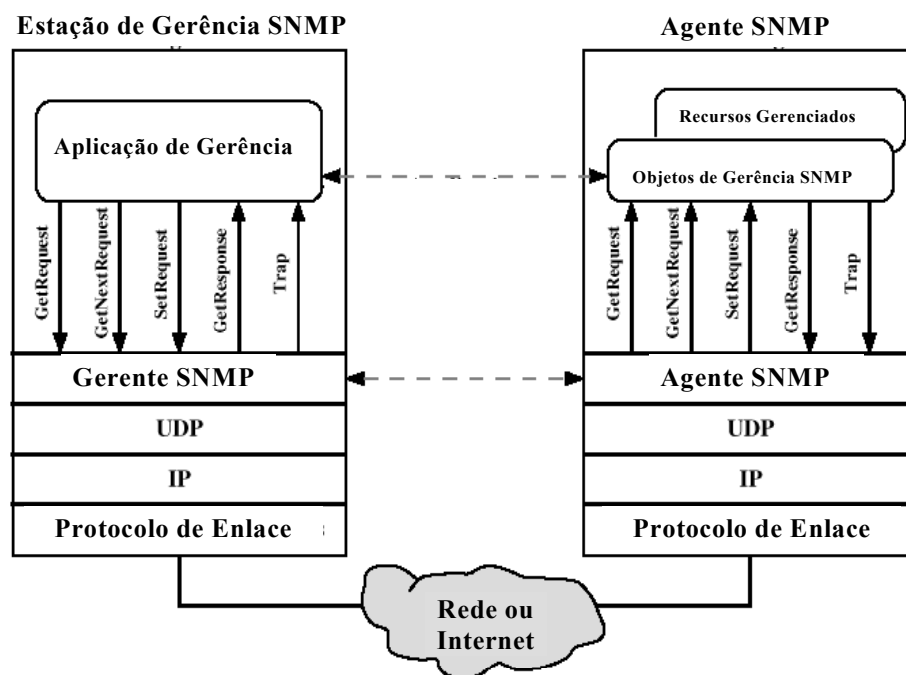 Estação de Gerência SNMP
Agente SNMP
Aplicação de Gerência
Recursos Gerenciados
Objetos de Gerência SNMP
GetRequest
GetNextRequest
SetRequest
GetResponse
Trap
GetRequest
GetNextRequest
SetRequest
GetResponse
Trap
Gerente SNMP
Agente SNMP
UDP
UDP
IP
IP
Protocolo de Enlace
Protocolo de Enlace
Rede ou
Internet